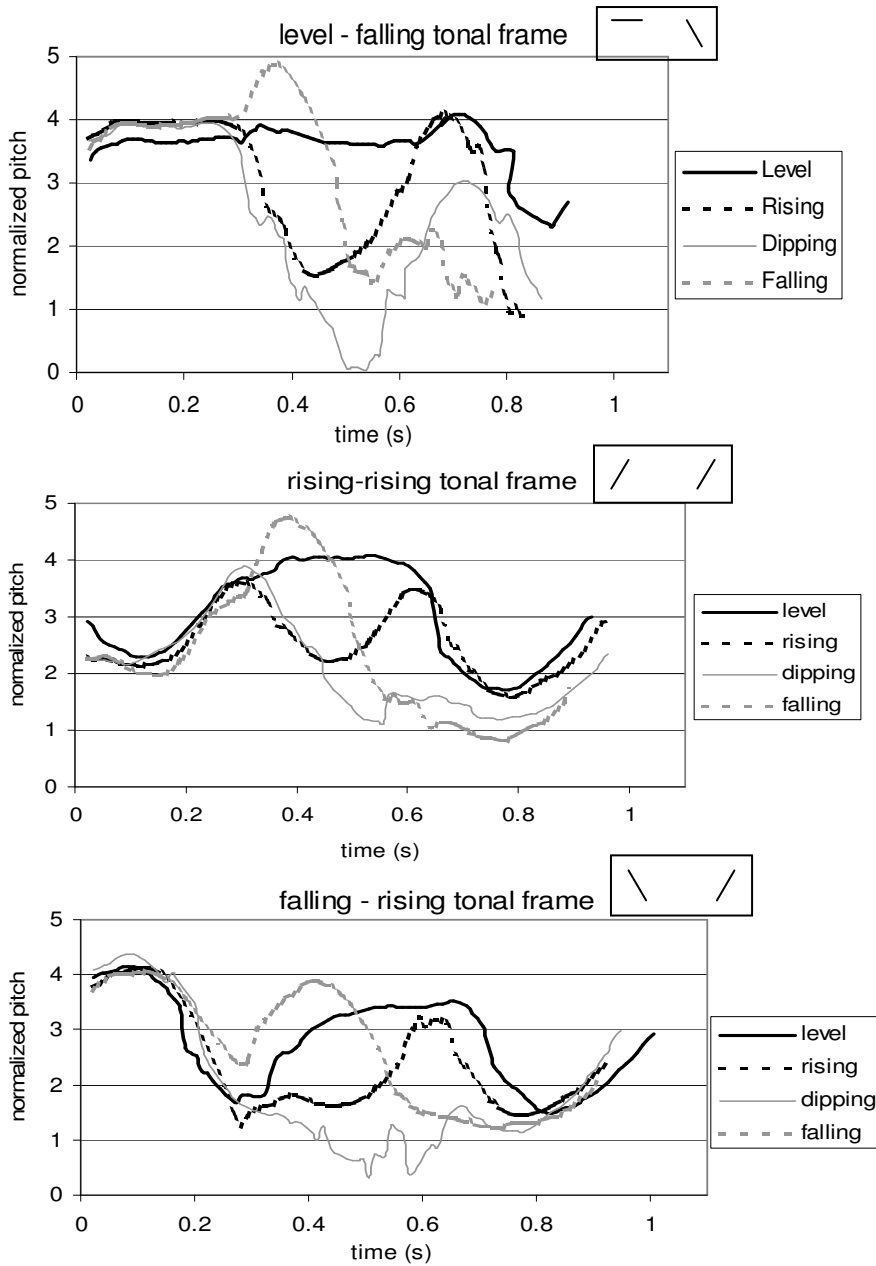 level - falling tonal frame
5
4
3
2
1
0
normalized pitch
0 0.2 0.4 0.6 0.8 1
time (s)
Level
Rising
Dipping
Falling
rising-rising tonal frame
5
4
3
2
1
0
normalized pitch
0 0.2 0.4 0.6 0.8 1
time (s)
level
rising
dipping
falling
falling - rising tonal frame
5
4
3
2
1
0
normalized pitch
0 0.2 0.4 0.6 0.8 1
time (s)
level
rising
dipping
falling